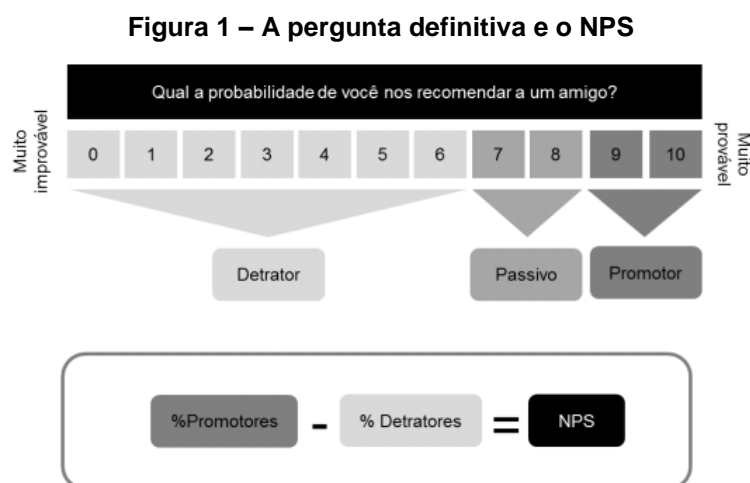 Figura 1 – A pergunta definitiva e o NPS
Qual a probabilidade de você nos recomendar a um amigo?
Muito
improvável
0 1 2 3 4 5 6 7 8 9 10
Muito
provável
Detrator Passivo Promotor
%Promotores - % Detratores = NPS